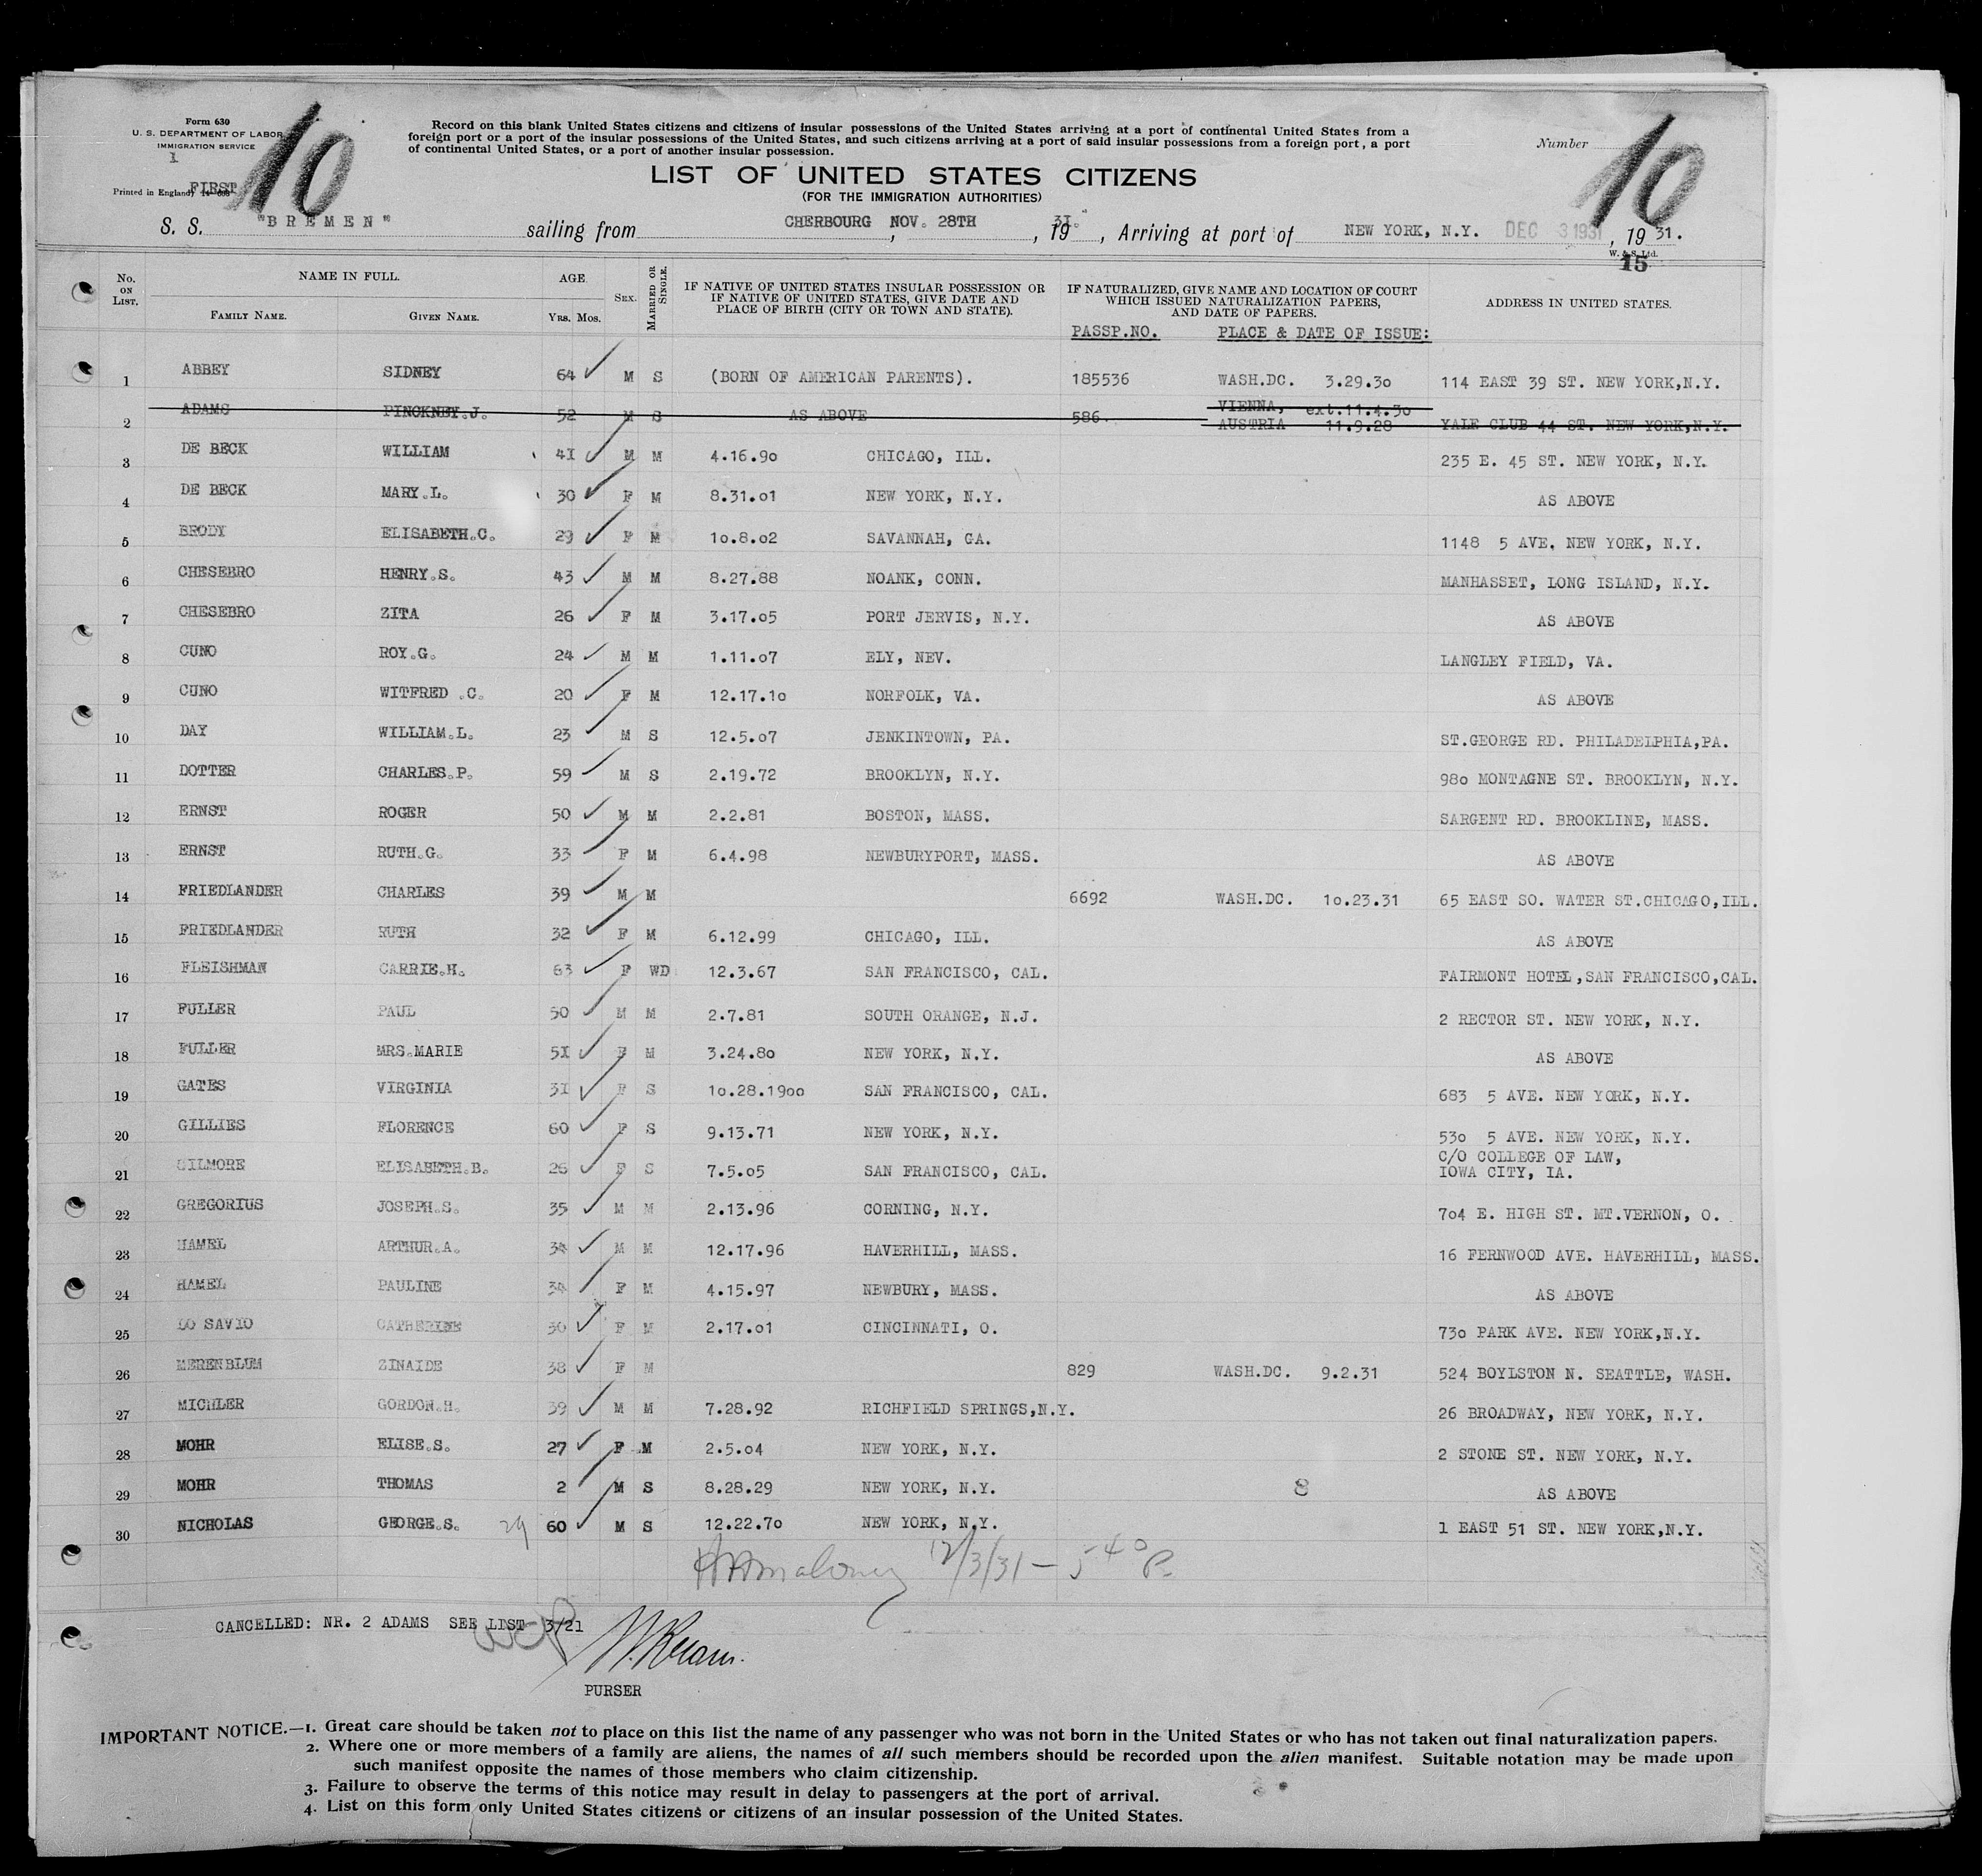 Form 630
U. S. DEPARTMENT OF LABOR
IMMIGRATION SERVICE
1
Printed in England
FIRST
10
Record on this blank United States citizens and citizens of insular possessions of the United States arriving at a port of continental United States from a
foreign port or a port of the insular possessions of the United States, and such citizens arriving at a port of said insular possessions from a foreign port, a port
of continental United States, or a port of another insular possession.
Number
10
LIST OF UNITED STATES CITIZENS
(FOR THE IMMIGRATION AUTHORITIES)
S. S. "BREMEN" sailing from CHERBOURG , NOV. 28TH , 19 31. , Arriving at port of NEW YORK, N.Y. DEC 3 1931 , 19 31.
W. & S. Ltd.
15
No. ON LIST. NAME IN FULL. AGE SEX. MARRIED OR SINGLE. IF NATIVE OF UNITED STATES INSULAR POSSESSION OR IF NATIVE OF UNITED STATES, GIVE DATE AND PLACE OF BIRTH (CITY OR TOWN AND STATE). IF NATURALIZED, GIVE NAME AND LOCATION OF COURT WHICH ISSUED NATURALIZATION PAPERS, AND DATE OF PAPERS. ADDRESS IN UNITED STATES.
FAMILY NAME. GIVEN NAME. YRS. MOS. PASSP.NO. PLACE & DATE OF ISSUE:
1 ABBEY SIDNEY 64 M S (BORN OF AMERICAN PARENTS). 185536 WASH.DC. 3.29.30 114 EAST 39 ST. NEW YORK,N.Y.
2 ADAMS PINCKNEY.J. 52 M S AS ABOVE 586. VIENNA, ext.11.4.30 AUSTRIA 11.9.28 YALE CLUB 44 ST. NEW YORK,N.Y.
3 DE BECK WILLIAM 41 M M 4.16.90 CHICAGO, ILL. 235 E. 45 ST. NEW YORK, N.Y.
4 DE BECK MARY.L. 30 F M 8.31.01 NEW YORK, N.Y. AS ABOVE
5 BRODY ELISABETH.C. 29 F M 10.8.02 SAVANNAH, GA. 1148 5 AVE. NEW YORK, N.Y.
6 CHESEBRO HENRY.S. 43 M M 8.27.88 NOANK, CONN. MANHASSET, LONG ISLAND, N.Y.
7 CHESEBRO ZITA 26 F M 3.17.05 PORT JERVIS, N.Y. AS ABOVE
8 CUNO ROY.G. 24 M M 1.11.07 ELY, NEV. LANGLEY FIELD, VA.
9 CUNO WITFRED .C. 20 F M 12.17.10 NORFOLK, VA. AS ABOVE
10 DAY WILLIAM.L. 23 M S 12.5.07 JENKINTOWN, PA. ST.GEORGE RD. PHILADELPHIA,PA.
11 DOTTER CHARLES.P. 59 M S 2.19.72 BROOKLYN, N.Y. 980 MONTAGNE ST. BROOKLYN, N.Y.
12 ERNST ROGER 50 M M 2.2.81 BOSTON, MASS. SARGENT RD. BROOKLINE, MASS.
13 ERNST RUTH.G. 33 F M 6.4.98 NEWBURYPORT, MASS. AS ABOVE
14 FRIEDLANDER CHARLES 39 M M 6692 WASH.DC. 10.23.31 65 EAST SO. WATER ST.CHICAGO,ILL.
15 FRIEDLANDER RUTH 32 F M 6.12.99 CHICAGO, ILL. AS ABOVE
16 FLEISHMAN CARRIE.H. 63 F WD 12.3.67 SAN FRANCISCO, CAL. FAIRMONT HOTEL,SAN FRANCISCO,CAL.
17 FULLER PAUL 50 M M 2.7.81 SOUTH ORANGE, N.J. 2 RECTOR ST. NEW YORK, N.Y.
18 FULLER MRS.MARIE 51 F M 3.24.80 NEW YORK, N.Y. AS ABOVE
19 GATES VIRGINIA 31 F S 10.28.1900 SAN FRANCISCO, CAL. 683 5 AVE. NEW YORK, N.Y.
20 GILLIES FLORENCE 60 F S 9.13.71 NEW YORK, N.Y. 530 5 AVE. NEW YORK, N.Y.
21 GILMORE ELISABETH.B. 26 F S 7.5.05 SAN FRANCISCO, CAL. C/O COLLEGE OF LAW, IOWA CITY, IA.
22 GREGORIUS JOSEPH.S. 35 M M 2.13.96 CORNING, N.Y. 704 E. HIGH ST. MT.VERNON, O.
23 HAMEL ARTHUR.A. 34 M M 12.17.96 HAVERHILL, MASS. 16 FERNWOOD AVE. HAVERHILL, MASS.
24 HAMEL PAULINE 34 F M 4.15.97 NEWBURY, MASS. AS ABOVE
25 LO SAVIO CATHERINE 30 F M 2.17.01 CINCINNATI, O. 730 PARK AVE. NEW YORK,N.Y.
26 MERENBLUM ZINAIDE 38 F M 829 WASH.DC. 9.2.31 524 BOYLSTON N. SEATTLE, WASH.
27 MICHLER GORDON.H. 39 M M 7.28.92 RICHFIELD SPRINGS,N.Y. 26 BROADWAY, NEW YORK, N.Y.
28 MOHR ELISE.S. 27 F M 2.5.04 NEW YORK, N.Y. 2 STONE ST. NEW YORK, N.Y.
29 MOHR THOMAS 2 M S 8.28.29 NEW YORK, N.Y. 8 AS ABOVE
30 NICHOLAS GEORGE.S. 29 60 M S 12.22.70 NEW YORK, N.Y. 1 EAST 51 ST. NEW YORK,N.Y.
12/3/31 – 5 40 P.
CANCELLED: NR. 2 ADAMS SEE LIST 3/21
PURSER
IMPORTANT NOTICE.—1. Great care should be taken not to place on this list the name of any passenger who was not born in the United States or who has not taken out final naturalization papers.
2. Where one or more members of a family are aliens, the names of all such members should be recorded upon the alien manifest. Suitable notation may be made upon
such manifest opposite the names of those members who claim citizenship.
3. Failure to observe the terms of this notice may result in delay to passengers at the port of arrival.
4. List on this form only United States citizens or citizens of an insular possession of the United States.